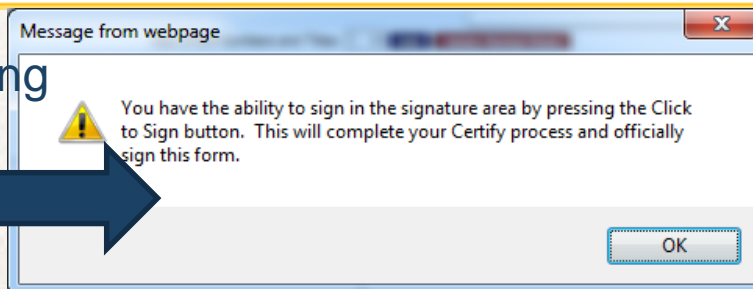 Message from webpage
ng
You have the ability to sign in the signature area by pressing the Click
to Sign button. This will complete your Certify process and officially
sign this form.
OK